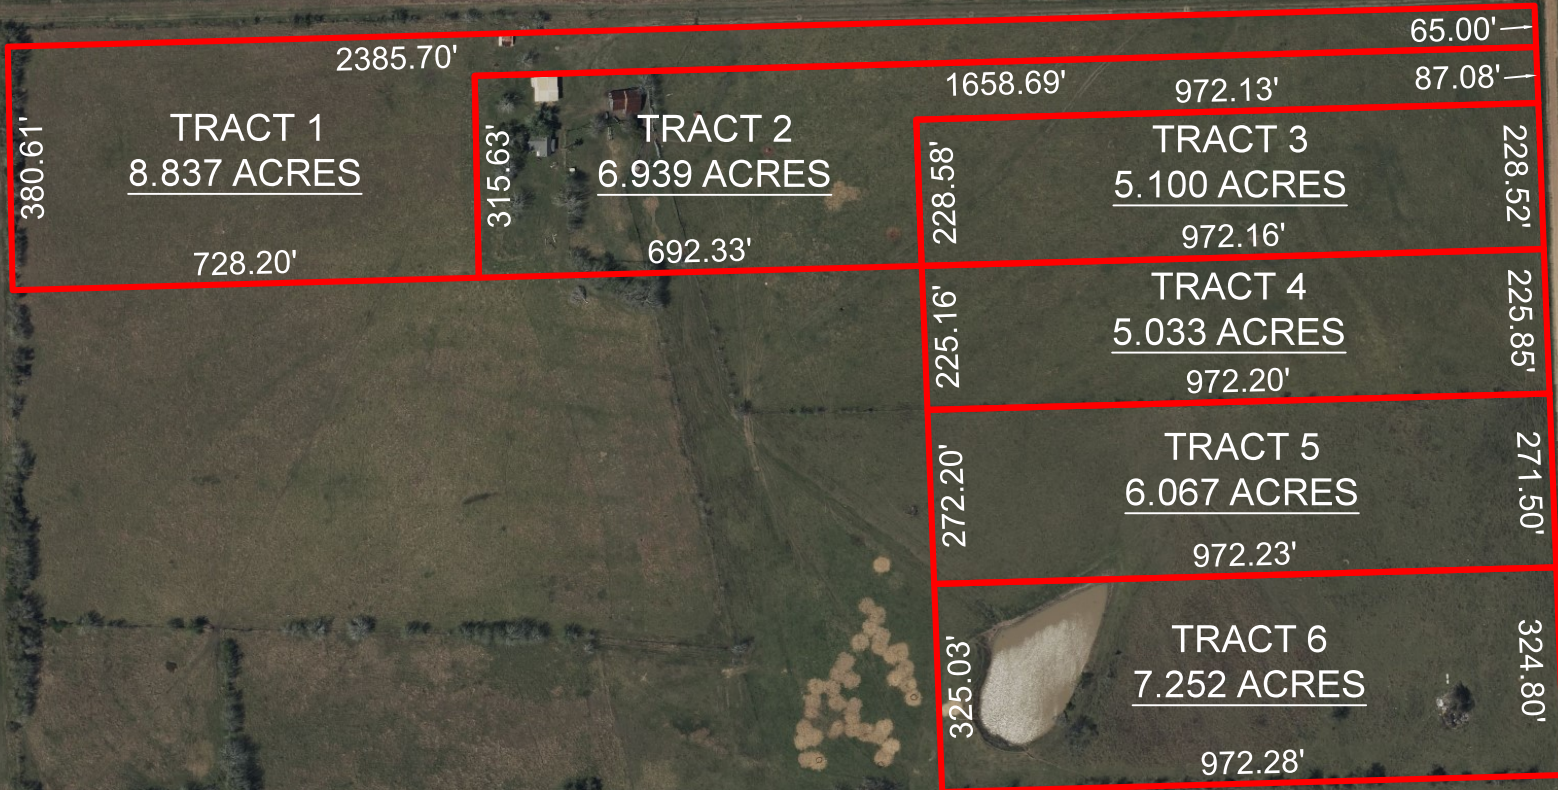 65.00'
2385.70'
1658.69'
972.13'
87.08'
380.61'
TRACT 1
8.837 ACRES
728.20'
315.63'
TRACT 2
6.939 ACRES
692.33'
228.58'
TRACT 3
5.100 ACRES
228.52'
972.16'
225.16'
TRACT 4
5.033 ACRES
225.85'
972.20'
272.20'
TRACT 5
6.067 ACRES
271.50'
972.23'
325.03'
TRACT 6
7.252 ACRES
324.80'
972.28'